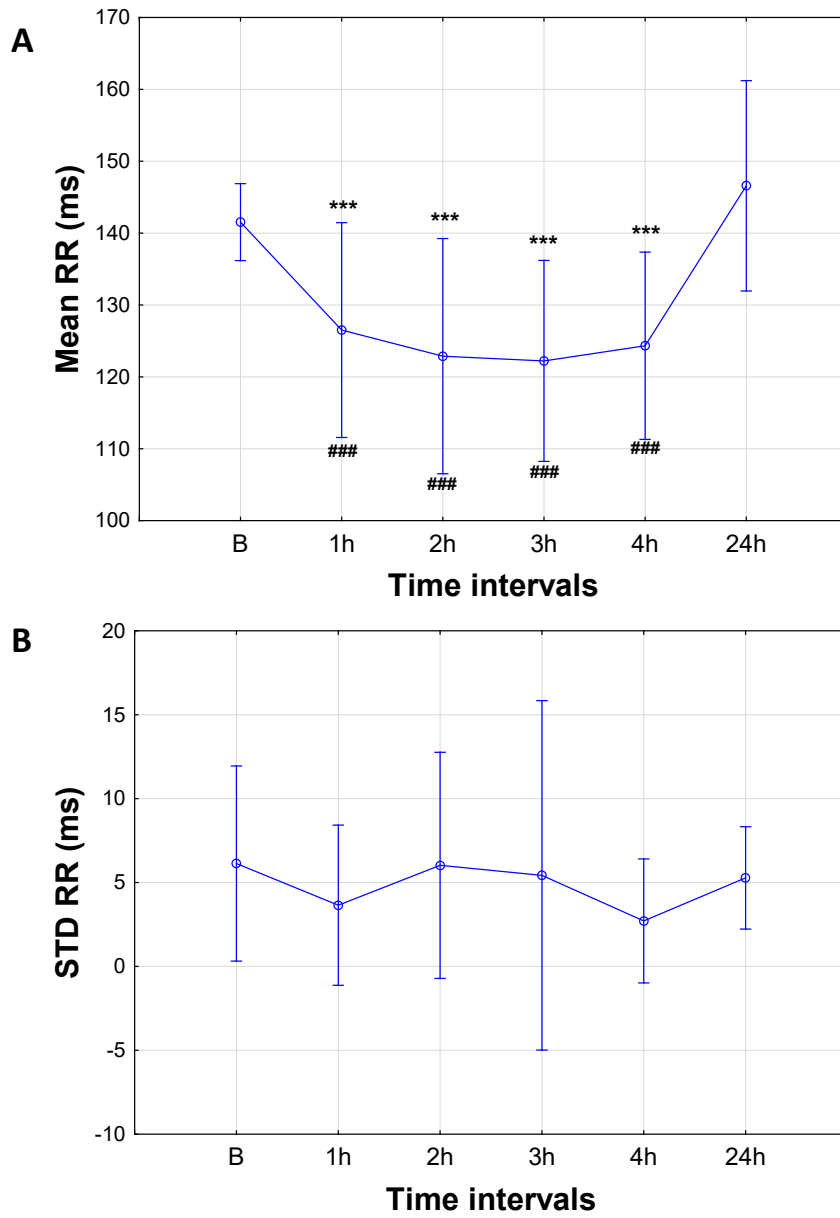 A
170
160
150
140
130
120
110
100
Mean RR (ms)
*** *** *** ***
### ### ### ###
B 1h 2h 3h 4h 24h
Time intervals
B
20
15
10
5
0
-5
-10
STD RR (ms)
B 1h 2h 3h 4h 24h
Time intervals